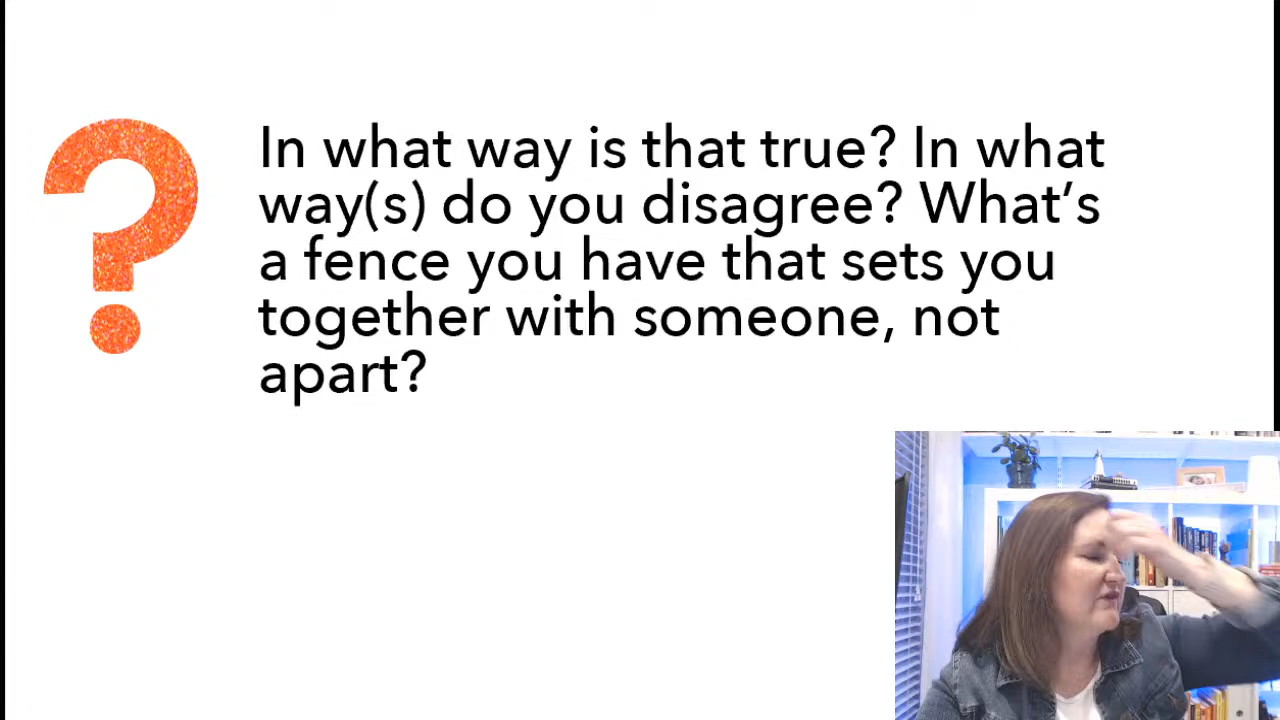 ?
In what way is that true? In what
way(s) do you disagree? What’s
a fence you have that sets you
together with someone, not
apart?